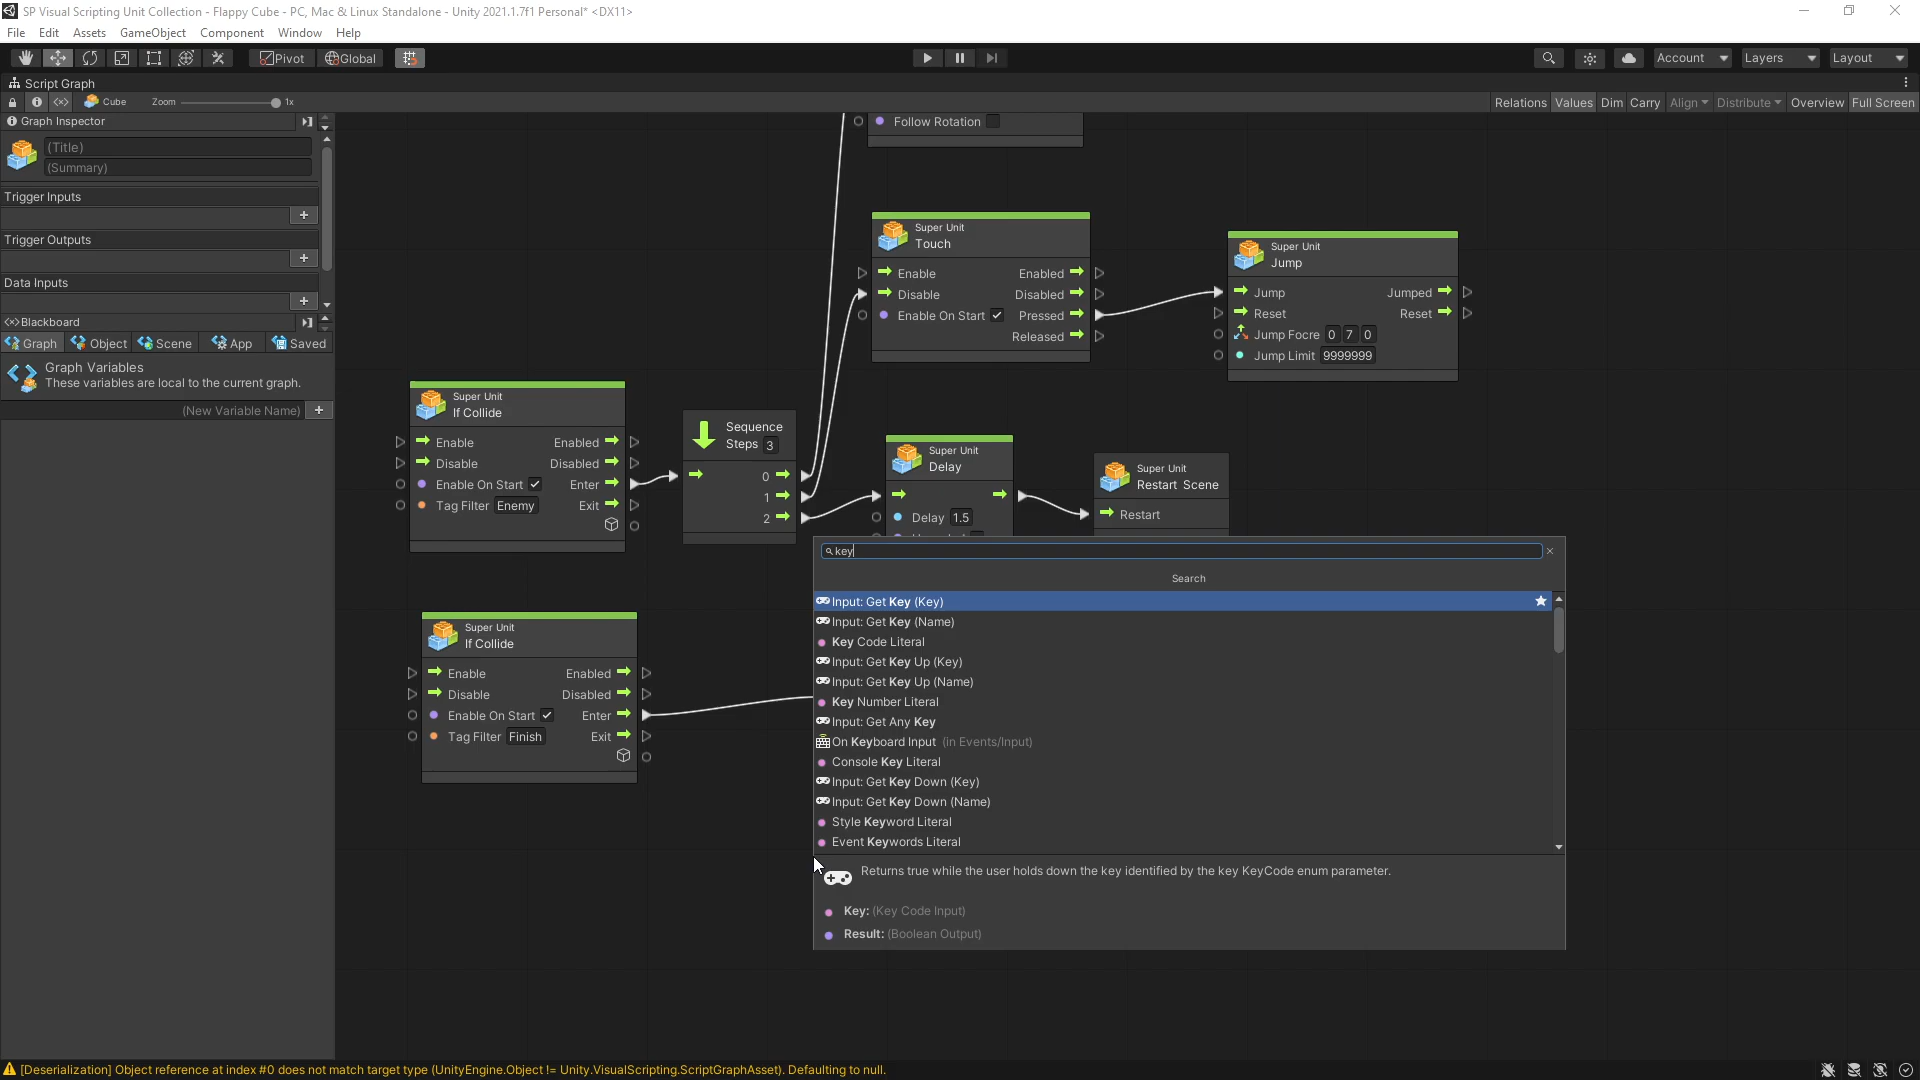 SP Visual Scripting Unit Collection - Flappy Cube - PC, Mac & Linux Standalone - Unity 2021.1.7f1 Personal* <DX11>
File Edit Assets GameObject Component Window Help
Pivot Global Account Layers Layout
Script Graph
Cube Zoom 1x Relations Values Dim Carry Align Distribute Overview Full Screen
Graph Inspector
(Title)
(Summary)
Trigger Inputs
Trigger Outputs
Data Inputs
Blackboard
Graph Object Scene App Saved
Graph Variables
These variables are local to the current graph.
(New Variable Name)
Follow Rotation
Super Unit
Touch
Enable Enabled
Disable Disabled
Enable On Start Pressed
Released
Super Unit
Jump
Jump Jumped
Reset Reset
Jump Focre 0 7 0
Jump Limit 9999999
Super Unit
If Collide
Enable Enabled
Disable Disabled
Enable On Start Enter
Tag Filter Enemy Exit
Sequence
Steps 3
0
1
2
Super Unit
Delay
Delay 1.5
Super Unit
Restart Scene
Restart
Super Unit
If Collide
Enable Enabled
Disable Disabled
Enable On Start Enter
Tag Filter Finish Exit
key
Search
Input: Get Key (Key)
Input: Get Key (Name)
Key Code Literal
Input: Get Key Up (Key)
Input: Get Key Up (Name)
Key Number Literal
Input: Get Any Key
On Keyboard Input (in Events/Input)
Console Key Literal
Input: Get Key Down (Key)
Input: Get Key Down (Name)
Style Keyword Literal
Event Keywords Literal
Returns true while the user holds down the key identified by the key KeyCode enum parameter.
Key: (Key Code Input)
Result: (Boolean Output)
[Deserialization] Object reference at index #0 does not match target type (UnityEngine.Object != Unity.VisualScripting.ScriptGraphAsset). Defaulting to null.